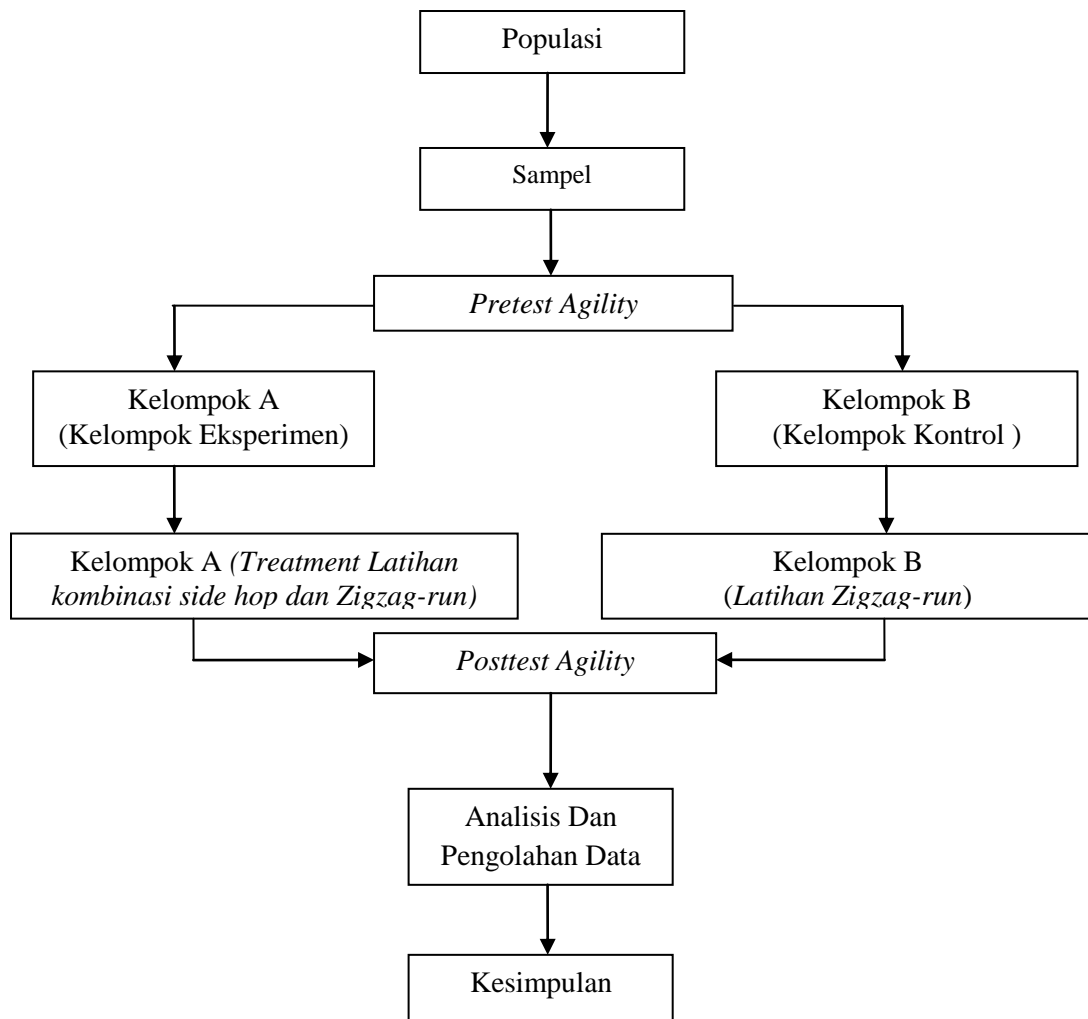 Populasi
Sampel
Pretest Agility
Kelompok A
(Kelompok Eksperimen)
Kelompok B
(Kelompok Kontrol )
Kelompok A (Treatment Latihan
kombinasi side hop dan Zigzag-run)
Kelompok B
(Latihan Zigzag-run)
Posttest Agility
Analisis Dan
Pengolahan Data
Kesimpulan